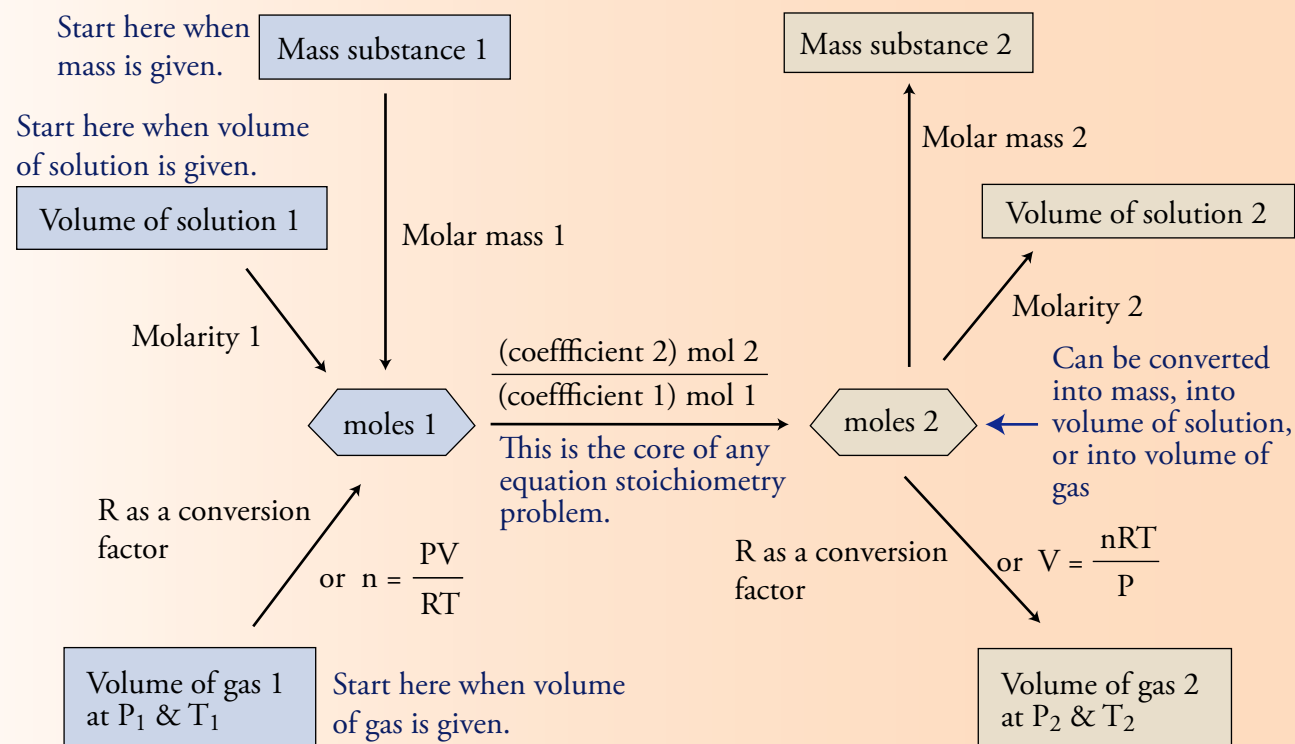 Start here when
mass is given.
Mass substance 1
Mass substance 2
Start here when volume
of solution is given.
Volume of solution 1
Molar mass 1
Molar mass 2
Volume of solution 2
Molarity 1
Molarity 2
(coeffficient 2) mol 2
(coeffficient 1) mol 1
moles 1
moles 2
This is the core of any
equation stoichiometry
problem.
Can be converted
into mass, into
volume of solution,
or into volume of
gas
R as a conversion
factor
or n = PV
RT
R as a conversion
factor
or V = nRT
P
Volume of gas 1
at P₁ & T₁
Start here when volume
of gas is given.
Volume of gas 2
at P₂ & T₂